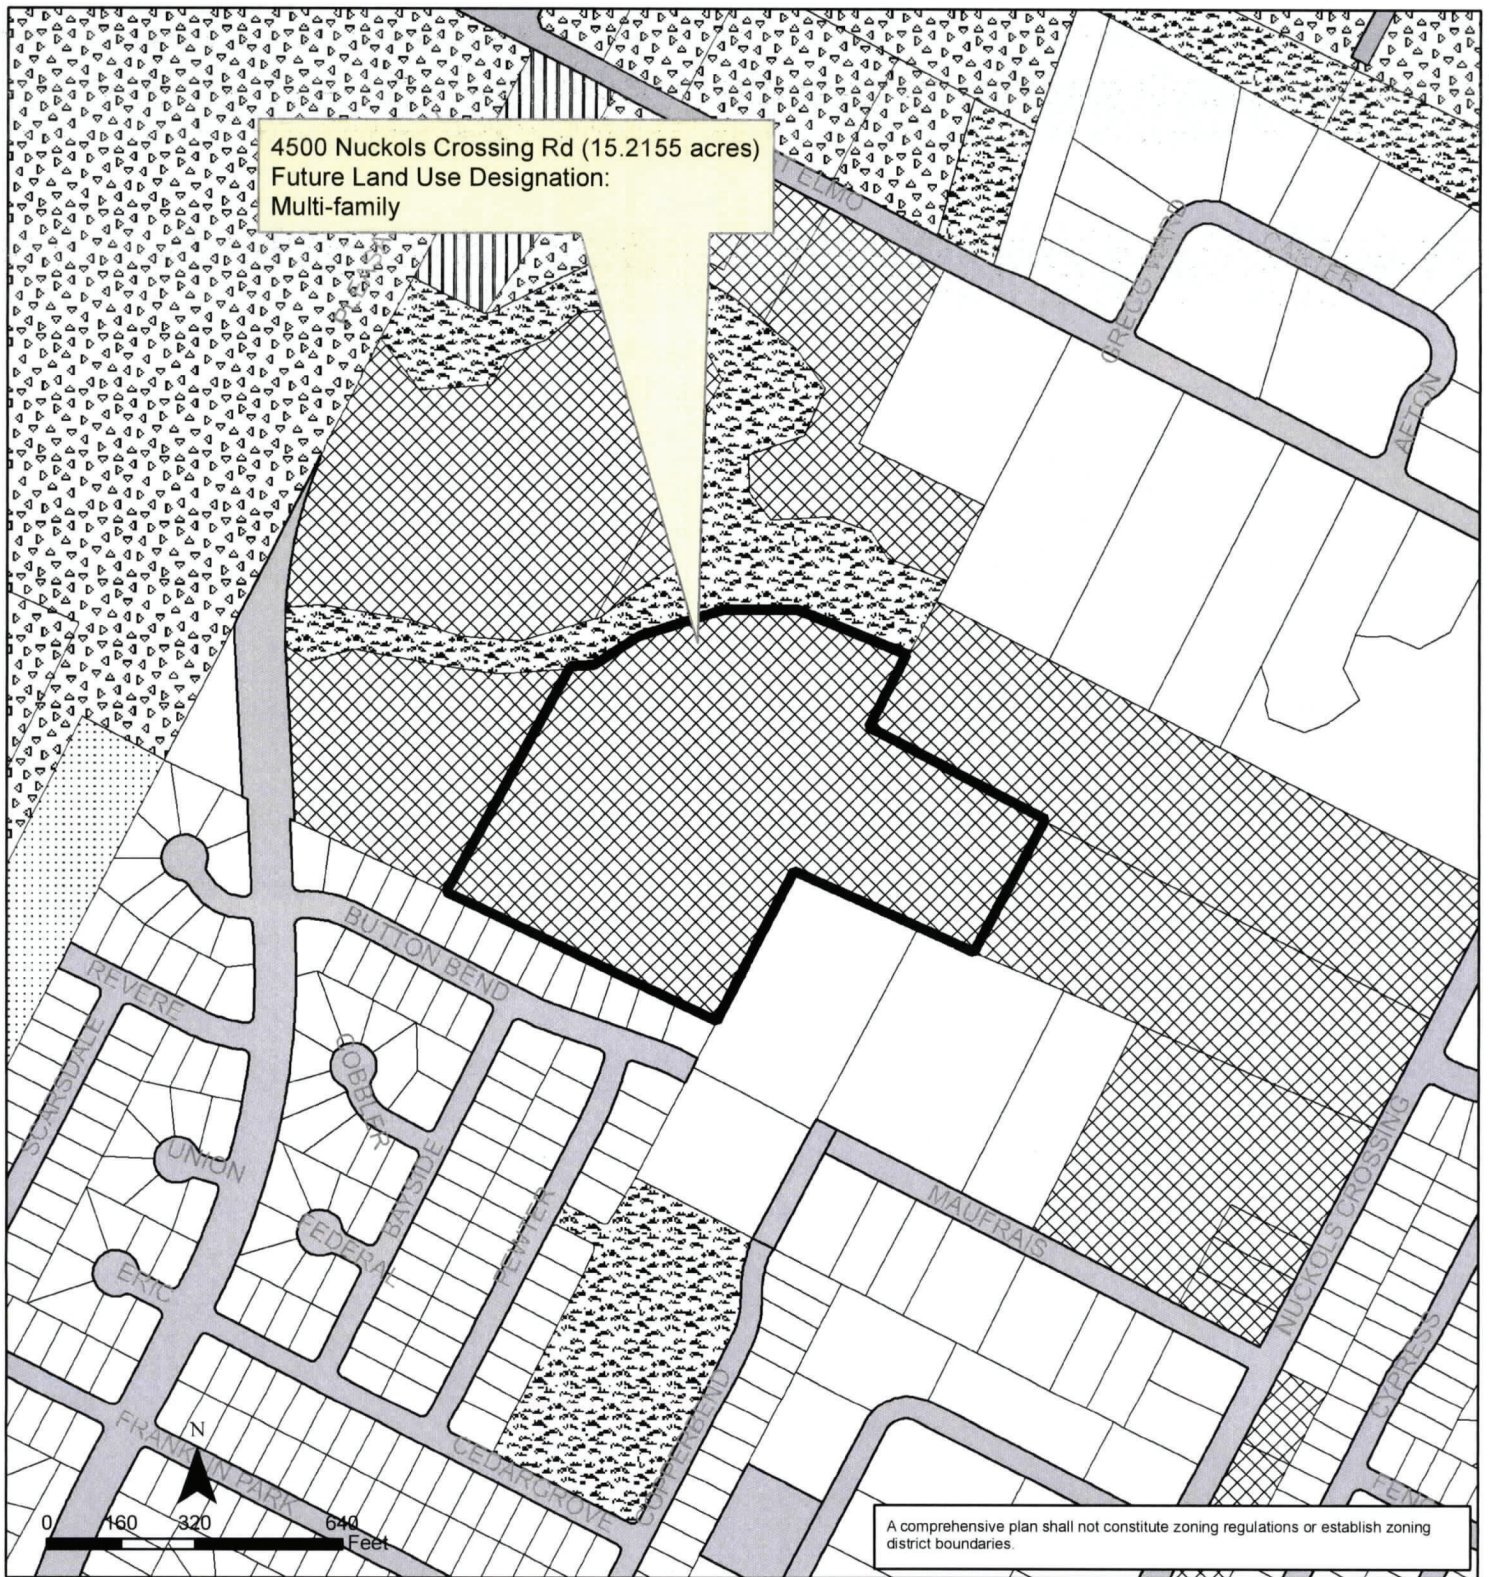 4500 Nuckols Crossing Rd (15.2155 acres)
Future Land Use Designation:
Multi-family
ELMO
GREGG WARD
CARTER
AFTON
BUTTON BEND
REVERE
SCARSDALE
COBBLER
UNION
BAYSIDE
FEDERAL
PEWTER
ERIC
MAUFRAIS
NUCKOLS CROSSING
CYPRESS
COPPERBEND
CEDARGROVE
FRANKLIN PARK
N
0 160 320 640
Feet
A comprehensive plan shall not constitute zoning regulations or establish zoning
district boundaries.